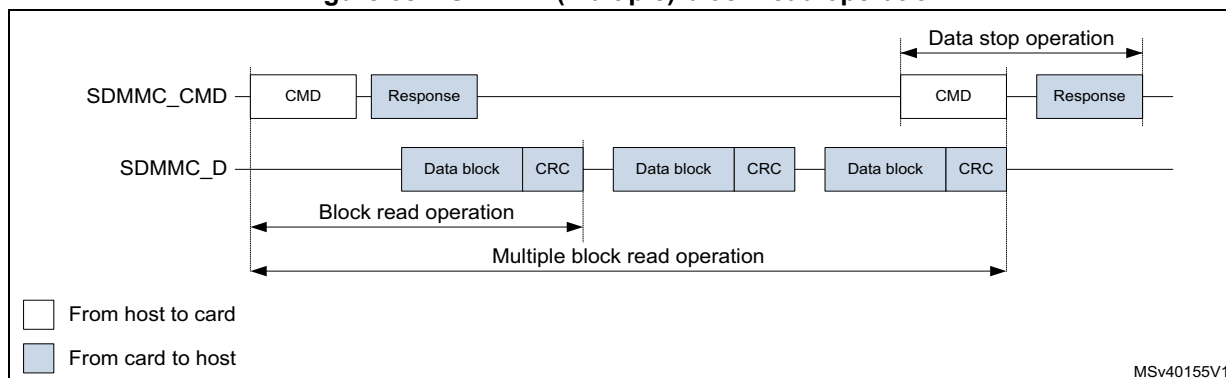 Data stop operation
SDMMC_CMD CMD Response CMD Response
SDMMC_D Data block CRC Data block CRC Data block CRC
Block read operation
Multiple block read operation
From host to card
From card to host
MSv40155V1